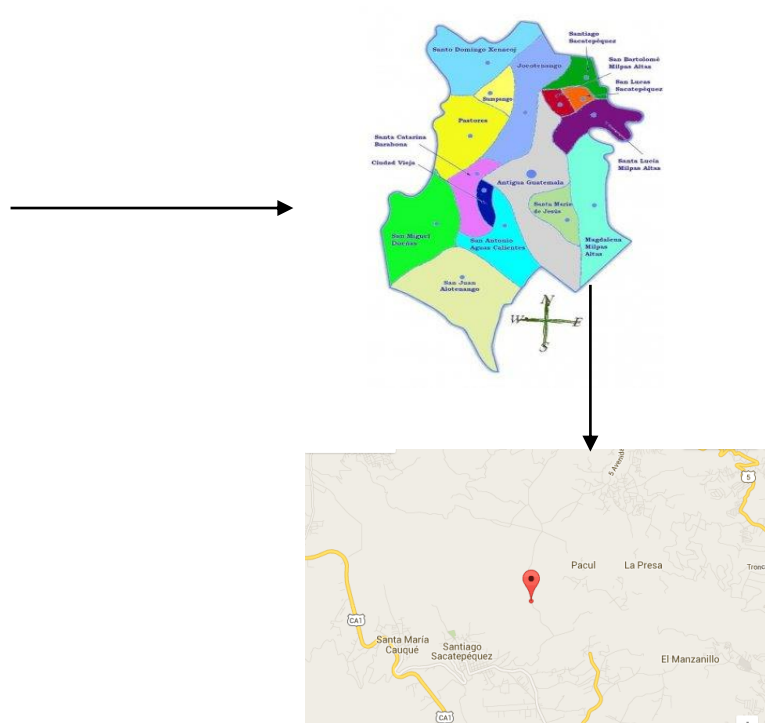 Santo Domingo Xenacoj
Santiago
Sacatepéquez
San Bartolomé
Milpas Altas
Jocotenango
San Lucas
Sacatepéquez
Sumpango
Pastores
Santa Catarina
Barahona
Santa Lucía
Milpas Altas
Ciudad Vieja
Antigua Guatemala
Santa María
de Jesús
San Miguel
Dueñas
San Antonio
Aguas Calientes
Magdalena
Milpas
Altas
San Juan
Alotenango
N
W E
S
5 Avenida
5
Pacul
La Presa
Tronc
CA1
Santa María
Cauqué
Santiago
Sacatepéquez
El Manzanillo
CA1